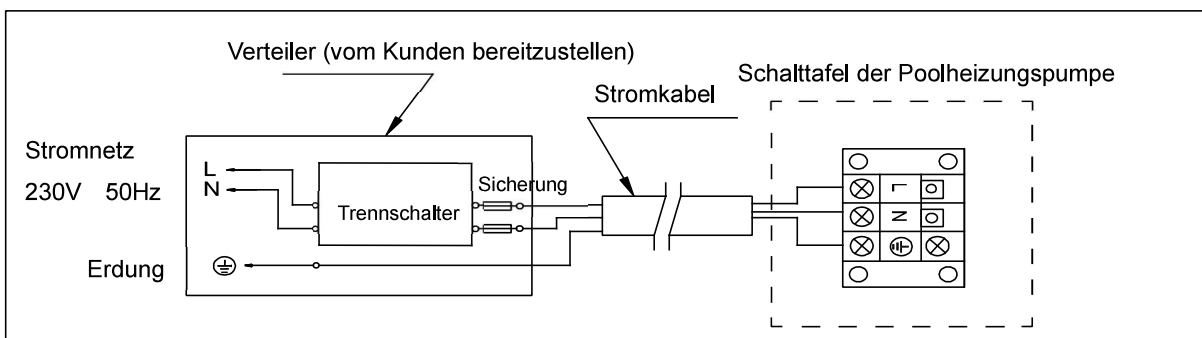 Verteiler (vom Kunden bereitzustellen)
Schalttafel der Poolheizungspumpe
Stromkabel
Stromnetz
230V 50Hz
L
N
Sicherung
Trennschalter
Erdung
L
N